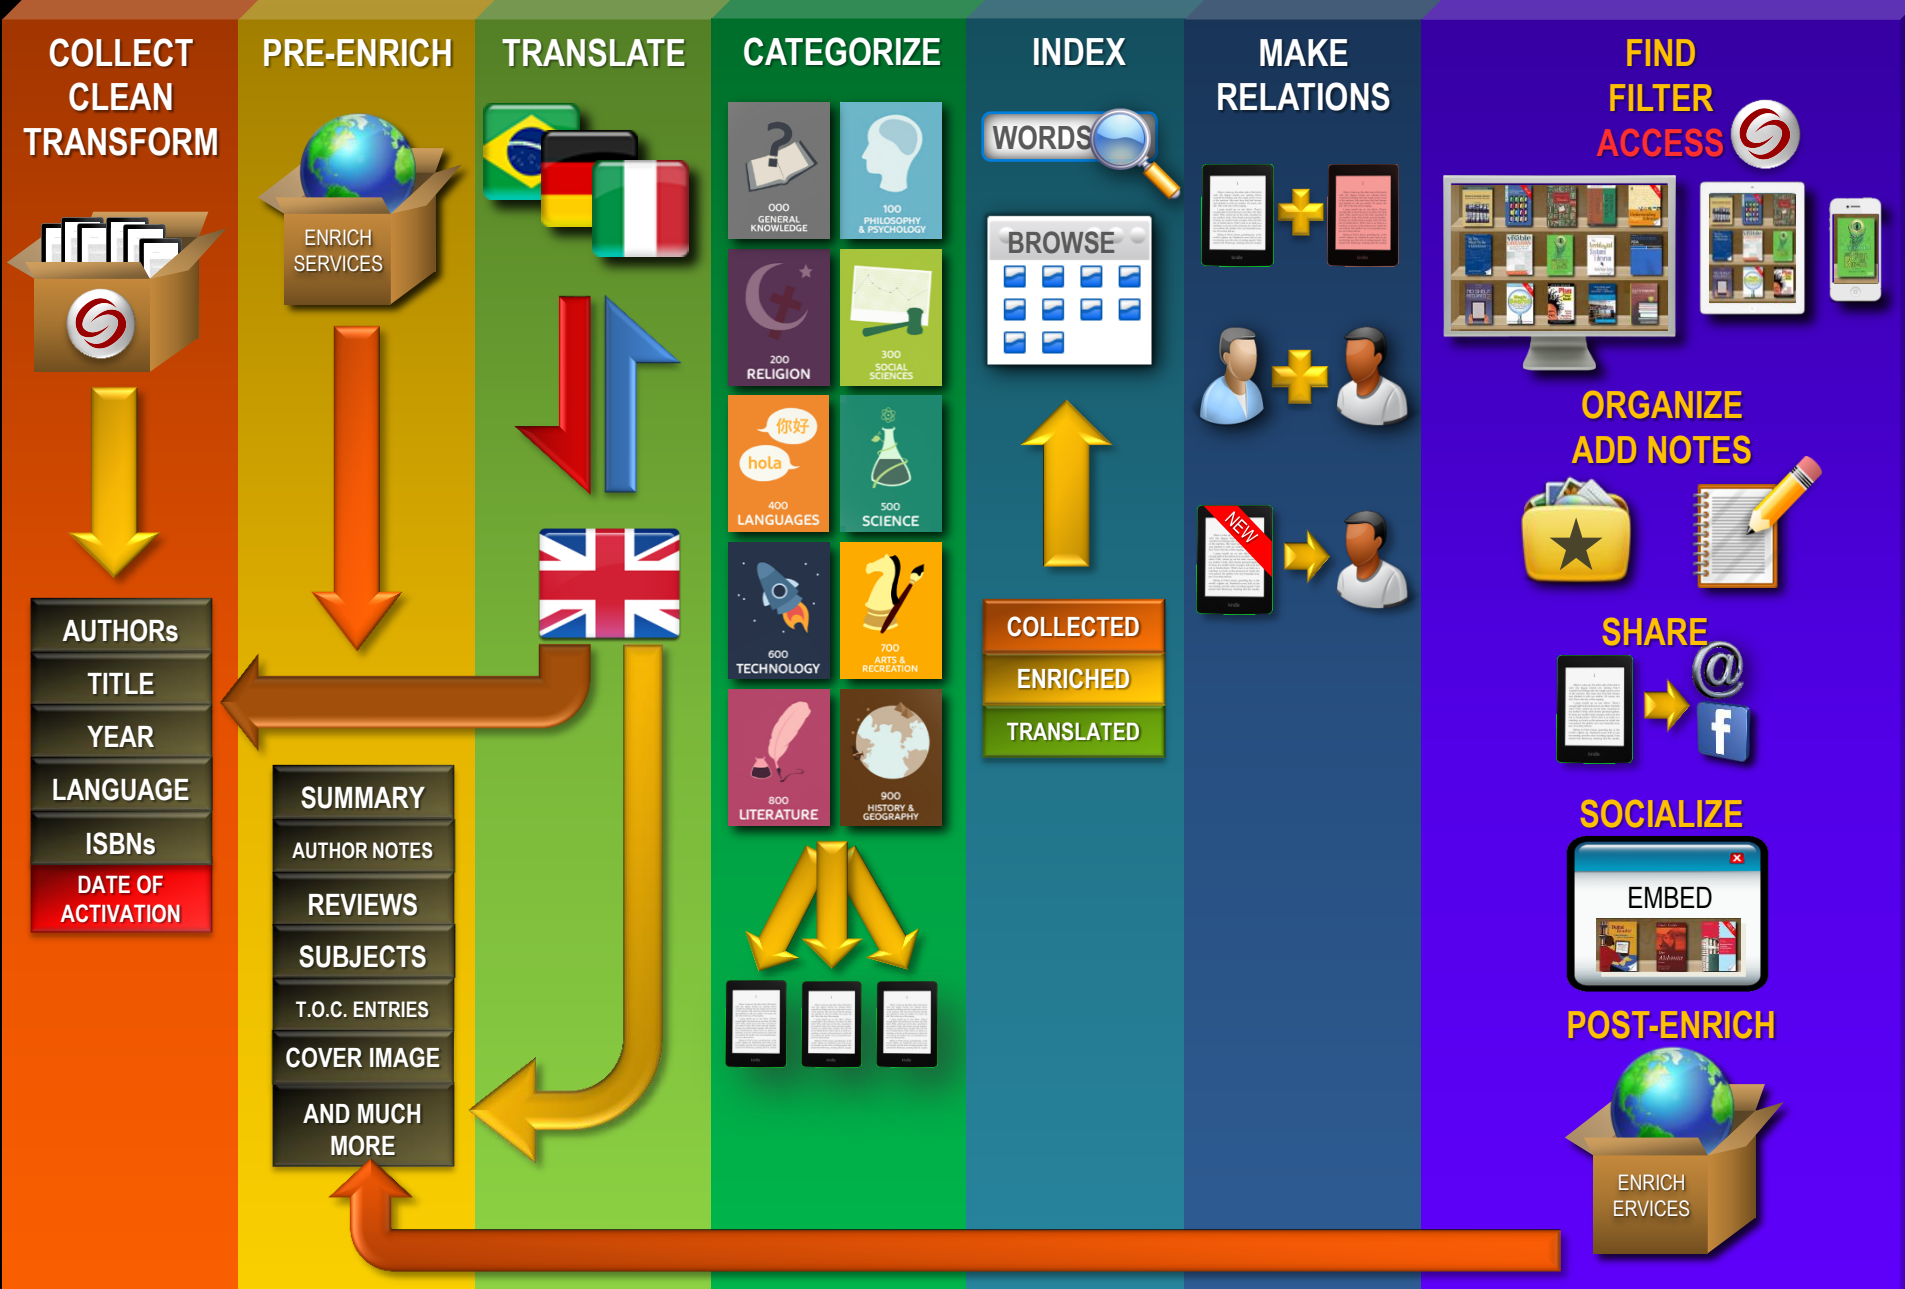 COLLECT
CLEAN
TRANSFORM
AUTHORs
TITLE
YEAR
LANGUAGE
ISBNs
DATE OF
ACTIVATION
PRE-ENRICH
ENRICH
SERVICES
SUMMARY
AUTHOR NOTES
REVIEWS
SUBJECTS
T.O.C. ENTRIES
COVER IMAGE
AND MUCH
MORE
TRANSLATE
CATEGORIZE
000
GENERAL
KNOWLEDGE
100
PHILOSOPHY
& PSYCHOLOGY
200
RELIGION
300
SOCIAL
SCIENCES
你好
hola
400
LANGUAGES
500
SCIENCE
600
TECHNOLOGY
700
ARTS &
RECREATION
800
LITERATURE
900
HISTORY &
GEOGRAPHY
INDEX
WORDS
BROWSE
COLLECTED
ENRICHED
TRANSLATED
MAKE
RELATIONS
NEW
FIND
FILTER
ACCESS
ORGANIZE
ADD NOTES
SHARE
@
f
SOCIALIZE
EMBED
POST-ENRICH
ENRICH
ERVICES